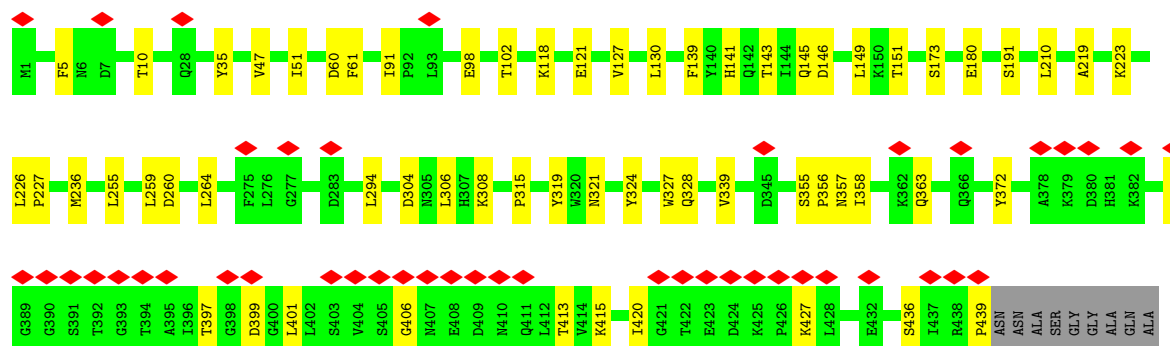 M1 F5 N6 D7 T10 Q28 Y35 V47 I51 D60 F61 I91 P92 L93 E98 T102 K118 E121 V127 L130 F139 Y140 H141 Q142 T143 I144 Q145 D146 L149 K150 T151 S173 E180 S191 L210 A219 K223
L226 P227 M236 L255 L259 D260 L264 F275 L276 G277 D283 L294 D304 N305 L306 H307 K308 P315 Y319 W320 N321 Y324 W327 Q328 V339 D345 S355 P356 N357 I358 K362 Q363 Q366 Y372 A378 K379 D380 H381 K382
G389 G390 S391 T392 G393 T394 A395 I396 T397 G398 D399 G400 L401 L402 S403 V404 S405 G406 N407 E408 D409 N410 Q411 L412 T413 V414 K415 I420 G421 T422 E423 D424 K425 P426 K427 L428 E432 S436 I437 R438 P439 ASN ASN ALA SER GLY GLY ALA GLN ALA